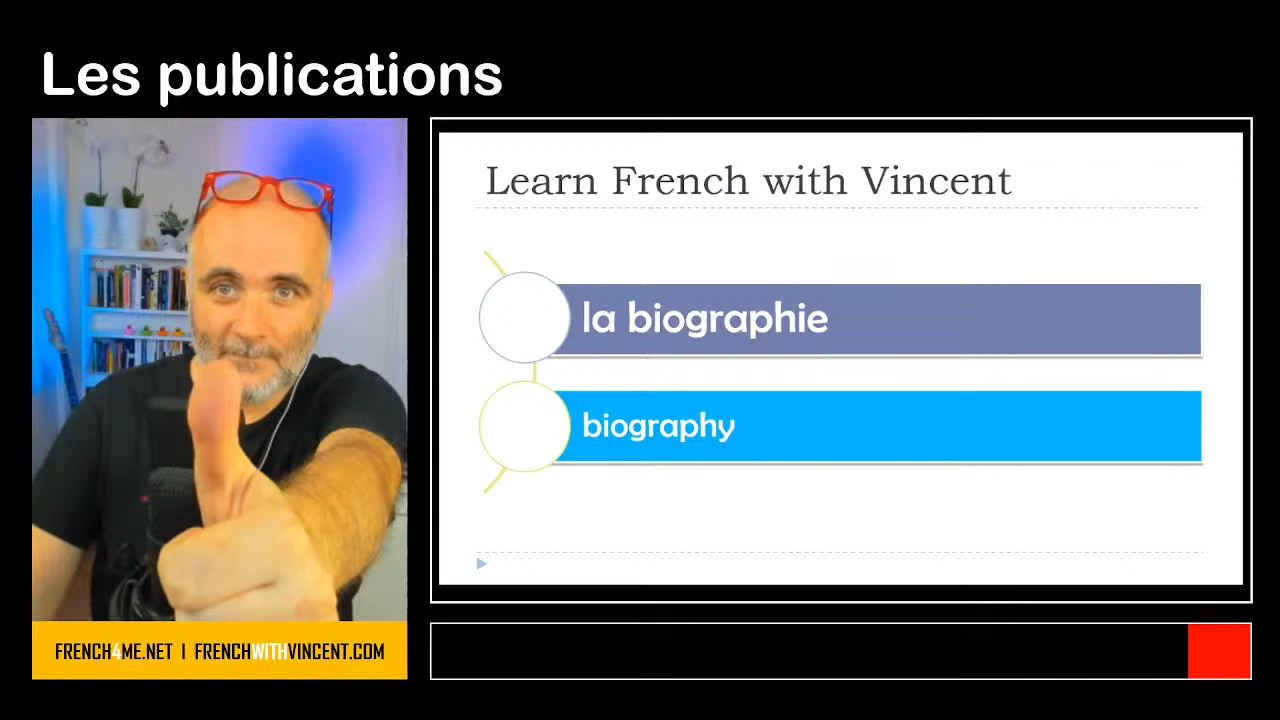 Les publications
Learn French with Vincent
la biographie
biography
FRENCH4ME.NET | FRENCHWITHVINCENT.COM